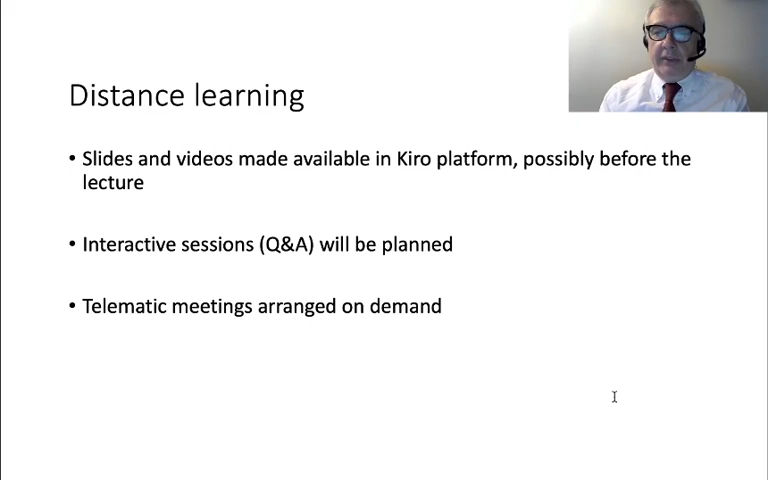 Distance learning
• Slides and videos made available in Kiro platform, possibly before the
lecture
• Interactive sessions (Q&A) will be planned
• Telematic meetings arranged on demand